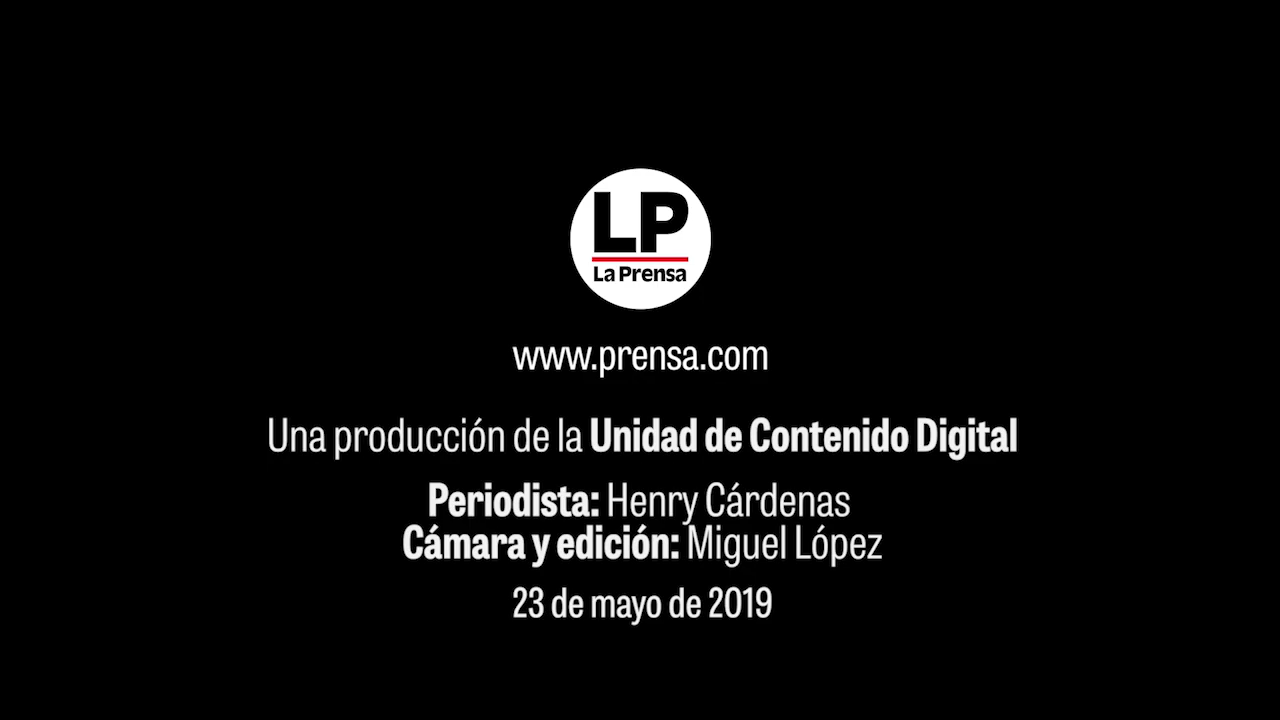 LP
La Prensa
www.prensa.com
Una producción de la Unidad de Contenido Digital
Periodista: Henry Cárdenas
Cámara y edición: Miguel López
23 de mayo de 2019